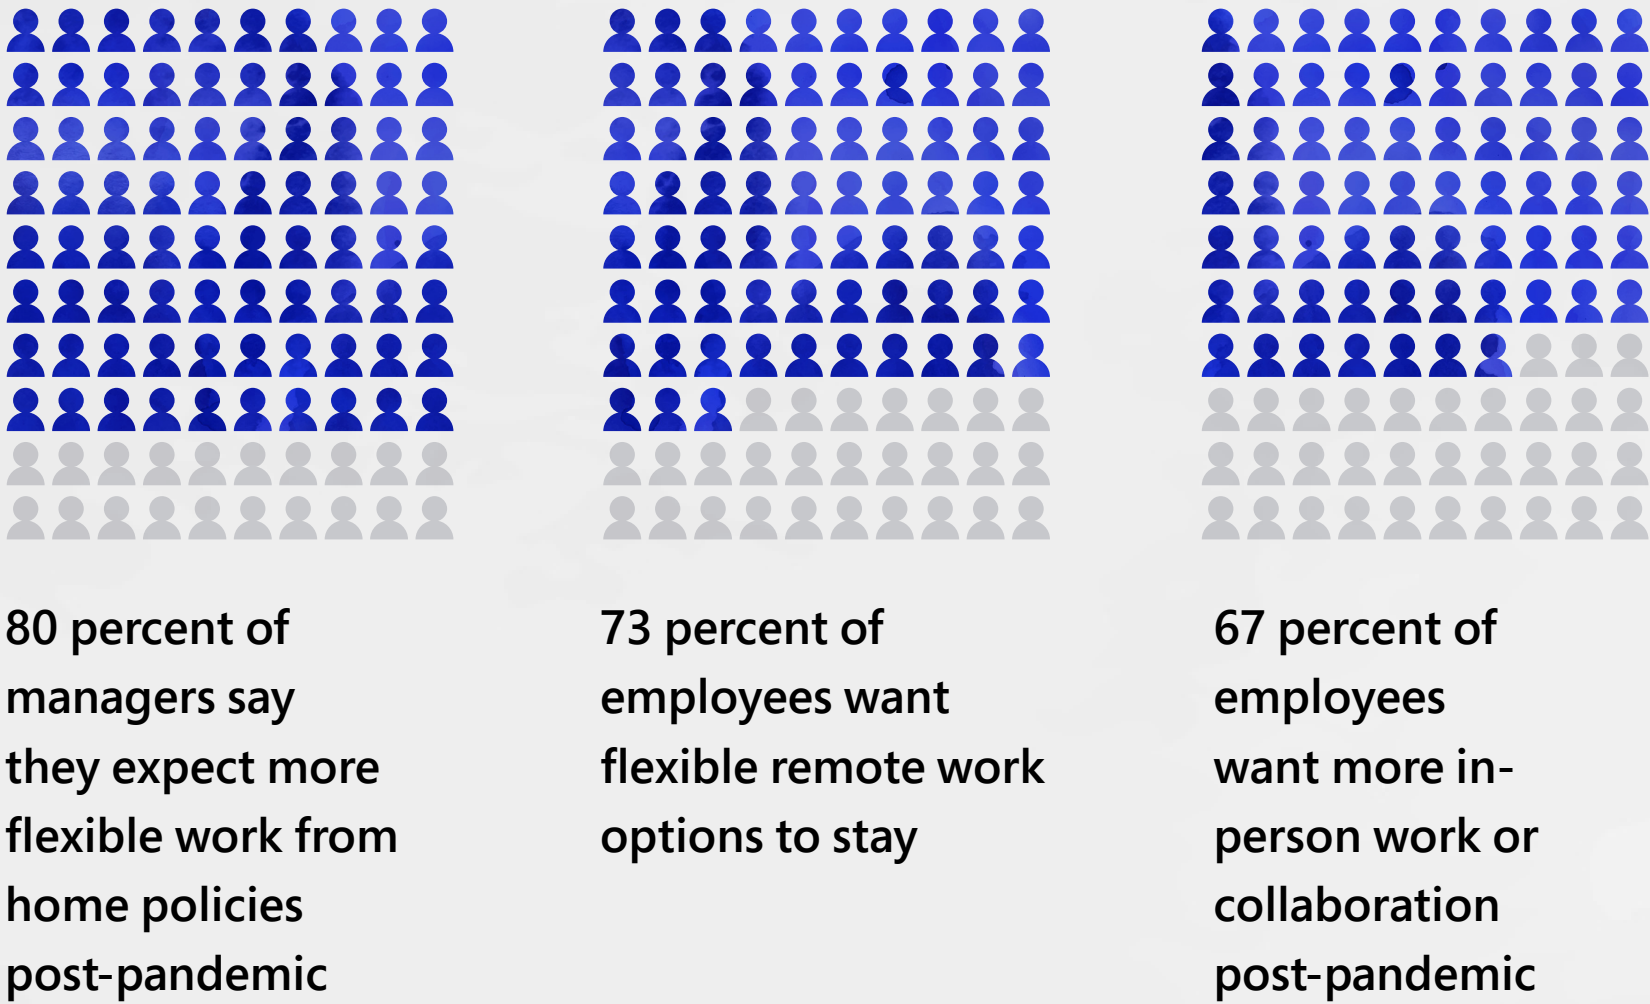 80 percent of
managers say
they expect more
flexible work from
home policies
post-pandemic
73 percent of
employees want
flexible remote work
options to stay
67 percent of
employees
want more in-
person work or
collaboration
post-pandemic